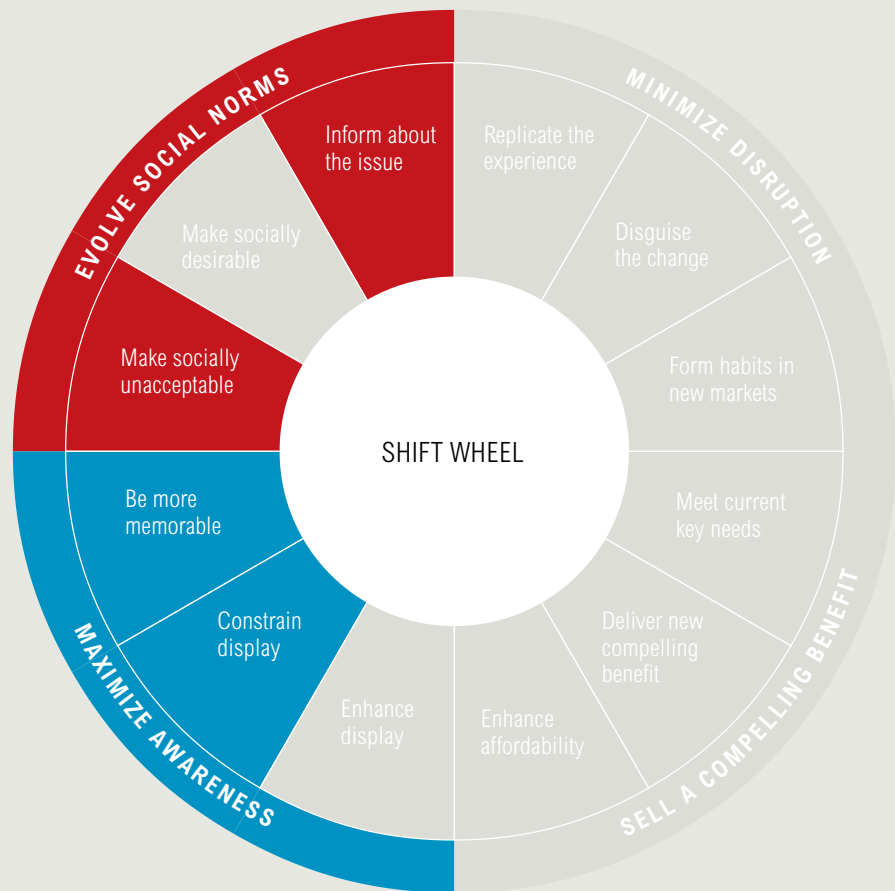 EVOLVE SOCIAL NORMS
MINIMIZE DISRUPTION
Inform about
the issue
Replicate the
experience
Make socially
desirable
Disguise
the change
Make socially
unacceptable
Form habits in
new markets
SHIFT WHEEL
Be more
memorable
Meet current
key needs
Constrain
display
Deliver new
compelling
benefit
Enhance
display
Enhance
affordability
MAXIMIZE AWARENESS
SELL A COMPELLING BENEFIT